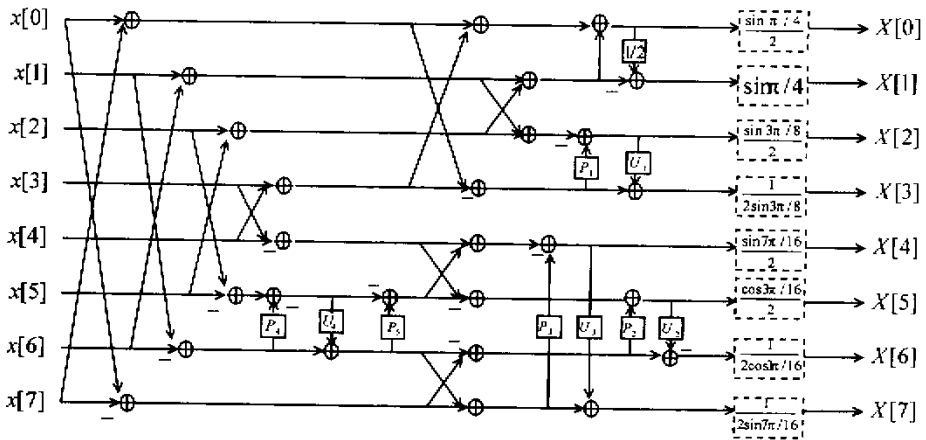 x[0]
sin π/4
2
X[0]
1/2
x[1]
sinπ/4
X[1]
x[2]
sin 3π/8
2
X[2]
P₁
U₁
x[3]
1
2sin3π/8
X[3]
x[4]
sin7π/16
2
X[4]
x[5]
cos3π/16
2
X[5]
P₄
U₄
P₅
P₃
U₃
P₂
U₂
x[6]
1
X[6]
x[7]
1
2sin7π/16
X[7]